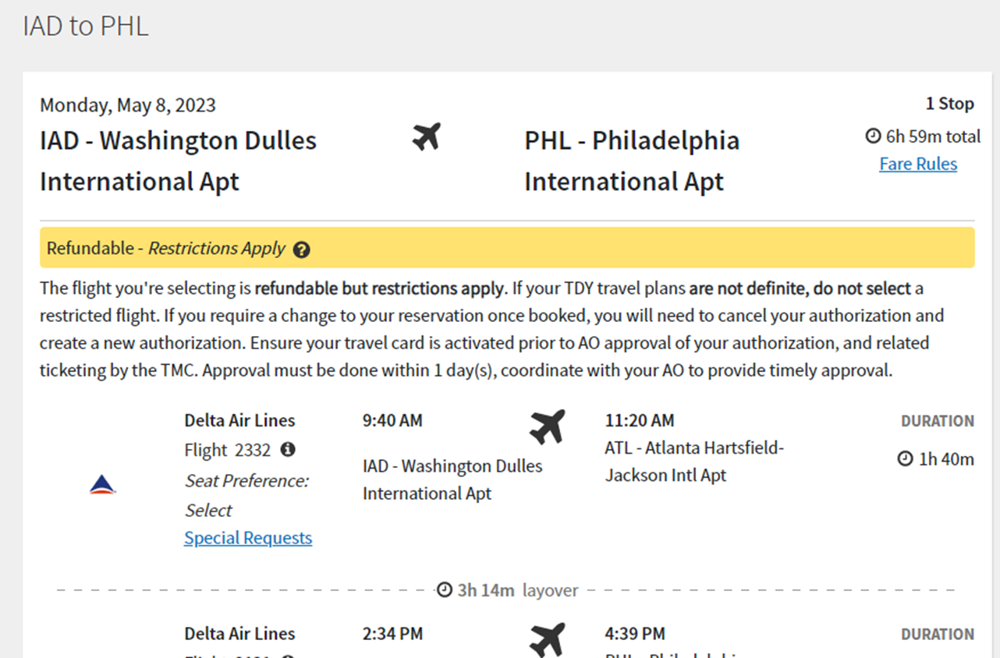 IAD to PHL
Monday, May 8, 2023
1 Stop
IAD - Washington Dulles
International Apt
PHL - Philadelphia
International Apt
6h 59m total
Fare Rules
Refundable - Restrictions Apply
The flight you're selecting is refundable but restrictions apply. If your TDY travel plans are not definite, do not select a
restricted flight. If you require a change to your reservation once booked, you will need to cancel your authorization and
create a new authorization. Ensure your travel card is activated prior to AO approval of your authorization, and related
ticketing by the TMC. Approval must be done within 1 day(s), coordinate with your AO to provide timely approval.
Delta Air Lines
Flight 2332
Seat Preference:
Select
Special Requests
9:40 AM
IAD - Washington Dulles
International Apt
11:20 AM
ATL - Atlanta Hartsfield-
Jackson Intl Apt
DURATION
1h 40m
3h 14m layover
Delta Air Lines
2:34 PM
4:39 PM
DURATION